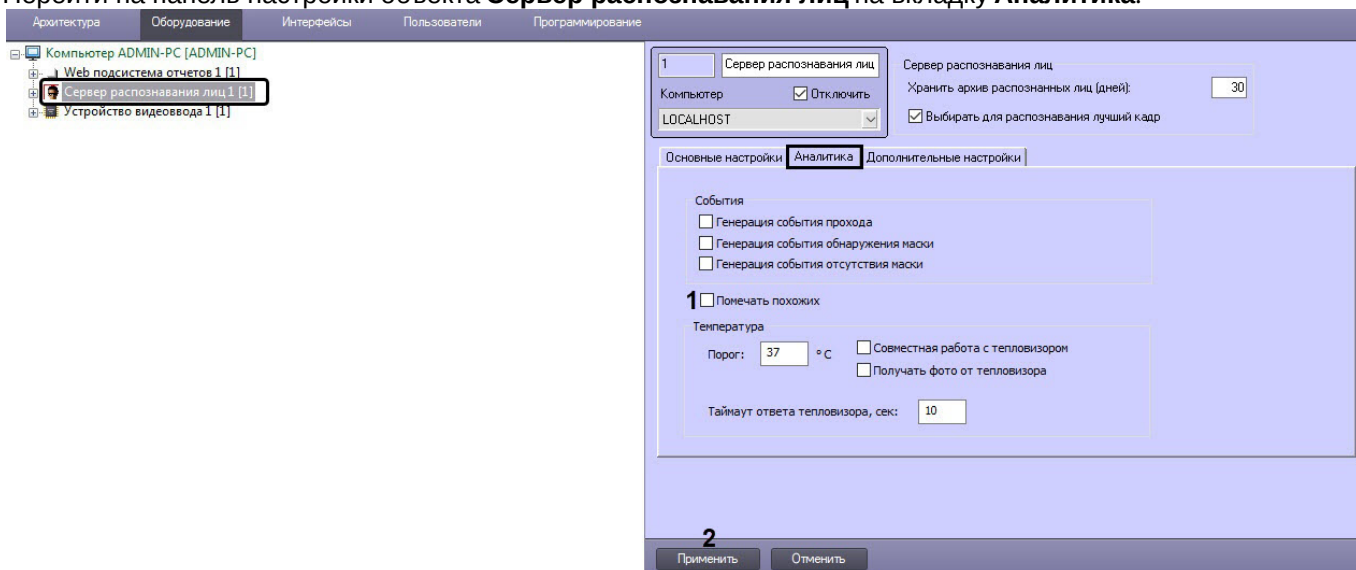 Перейти на панель настройки объекта Сервер распознавания лиц на вкладку Аналитика.
Архитектура Оборудование Интерфейсы Пользователи Программирование
Компьютер ADMIN-PC [ADMIN-PC]
Web подсистема отчетов 1 [1]
Сервер распознавания лиц 1 [1]
Устройство видеоввода 1 [1]
1 Сервер распознавания лиц
Компьютер Отключить
LOCALHOST
Сервер распознавания лиц
Хранить архив распознанных лиц (дней): 30
Выбирать для распознавания лучший кадр
Основные настройки Аналитика Дополнительные настройки
События
Генерация события прохода
Генерация события обнаружения маски
Генерация события отсутствия маски
1 Помечать похожих
Температура
Порог: 37 °C Совместная работа с тепловизором
Получать фото от тепловизора
Таймаут ответа тепловизора, сек: 10
2
Применить Отменить